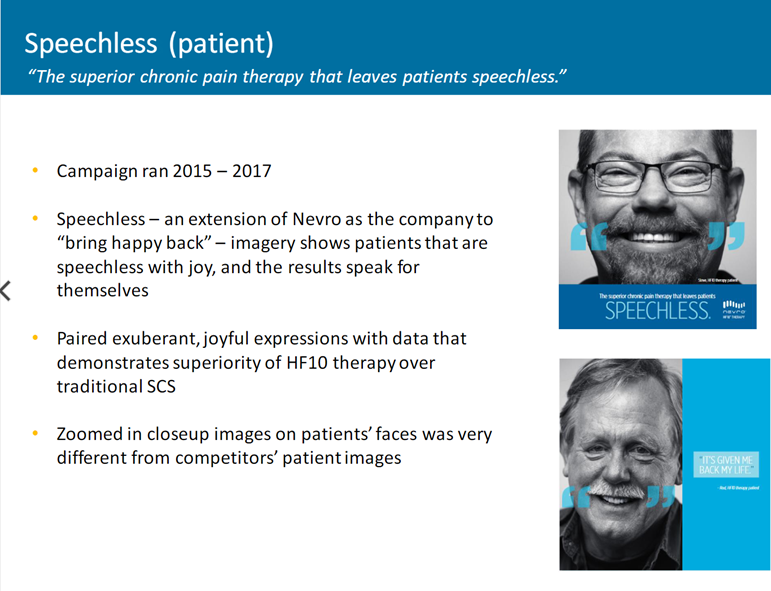 Speechless (patient)
“The superior chronic pain therapy that leaves patients speechless.”
• Campaign ran 2015 – 2017
• Speechless – an extension of Nevro as the company to
“bring happy back” – imagery shows patients that are
speechless with joy, and the results speak for
themselves
• Paired exuberant, joyful expressions with data that
demonstrates superiority of HF10 therapy over
traditional SCS
• Zoomed in closeup images on patients’ faces was very
different from competitors’ patient images
HF10 therapy patient
The superior chronic pain therapy that leaves patients
SPEECHLESS.
nevro
HF10 THERAPY
“IT'S GIVEN ME
BACK MY LIFE.”
HF10 therapy patient